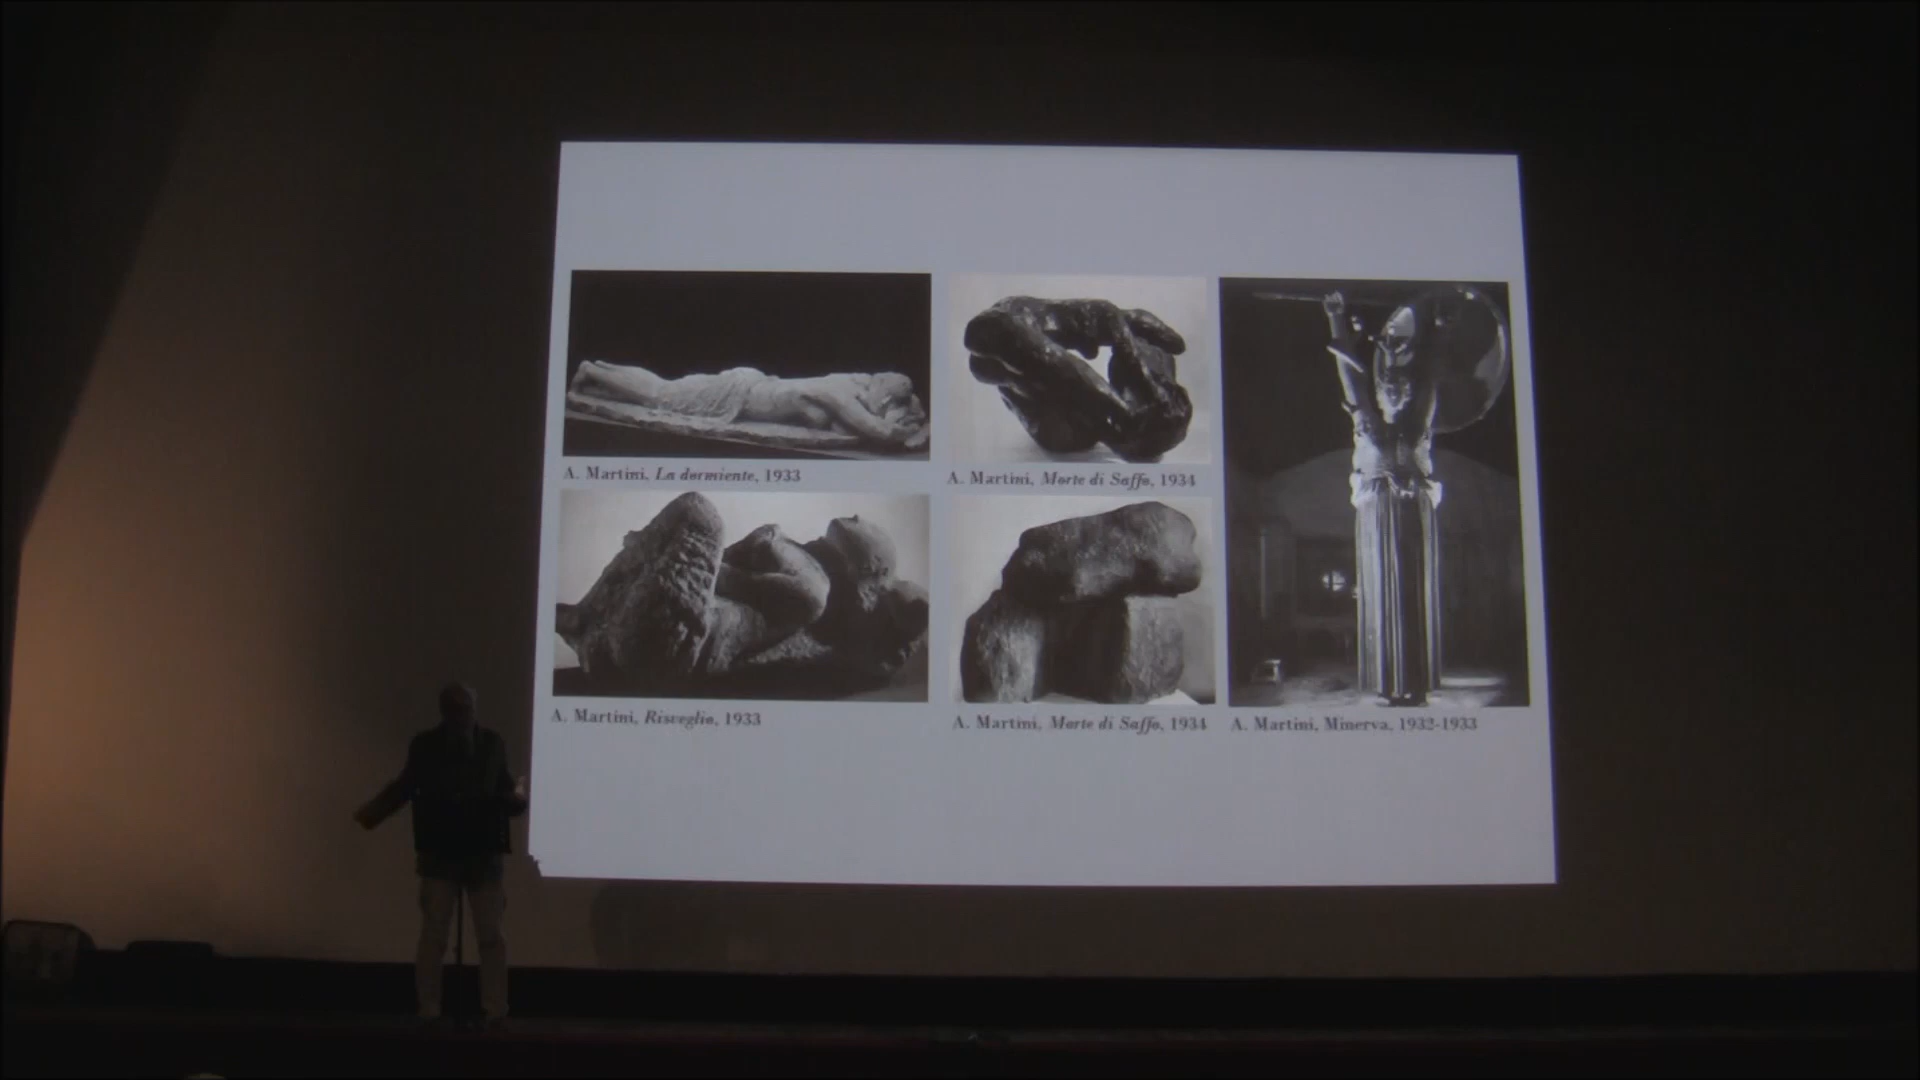 A. Martini, La dormiente, 1933
A. Martini, Morte di Saffo, 1934
A. Martini, Risveglio, 1933
A. Martini, Morte di Saffo, 1934
A. Martini, Minerva, 1932-1933